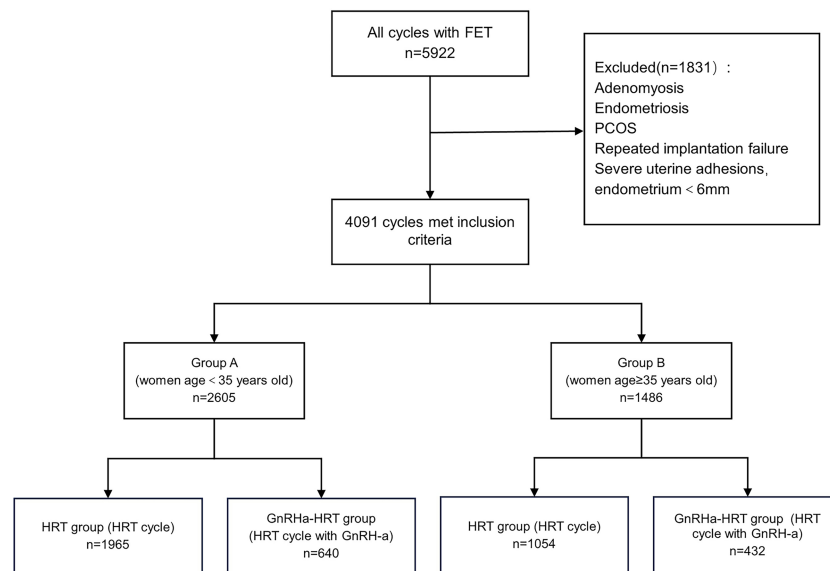 All cycles with FET
n=5922
Excluded(n=1831）:
Adenomyosis
Endometriosis
PCOS
Repeated implantation failure
Severe uterine adhesions,
endometrium﹤6mm
4091 cycles met inclusion
criteria
Group A
(women age﹤35 years old)
n=2605
Group B
(women age≥35 years old)
n=1486
HRT group (HRT cycle)
n=1965
GnRHa-HRT group
(HRT cycle with GnRH-a)
n=640
HRT group (HRT cycle)
n=1054
GnRHa-HRT group (HRT
cycle with GnRH-a)
n=432